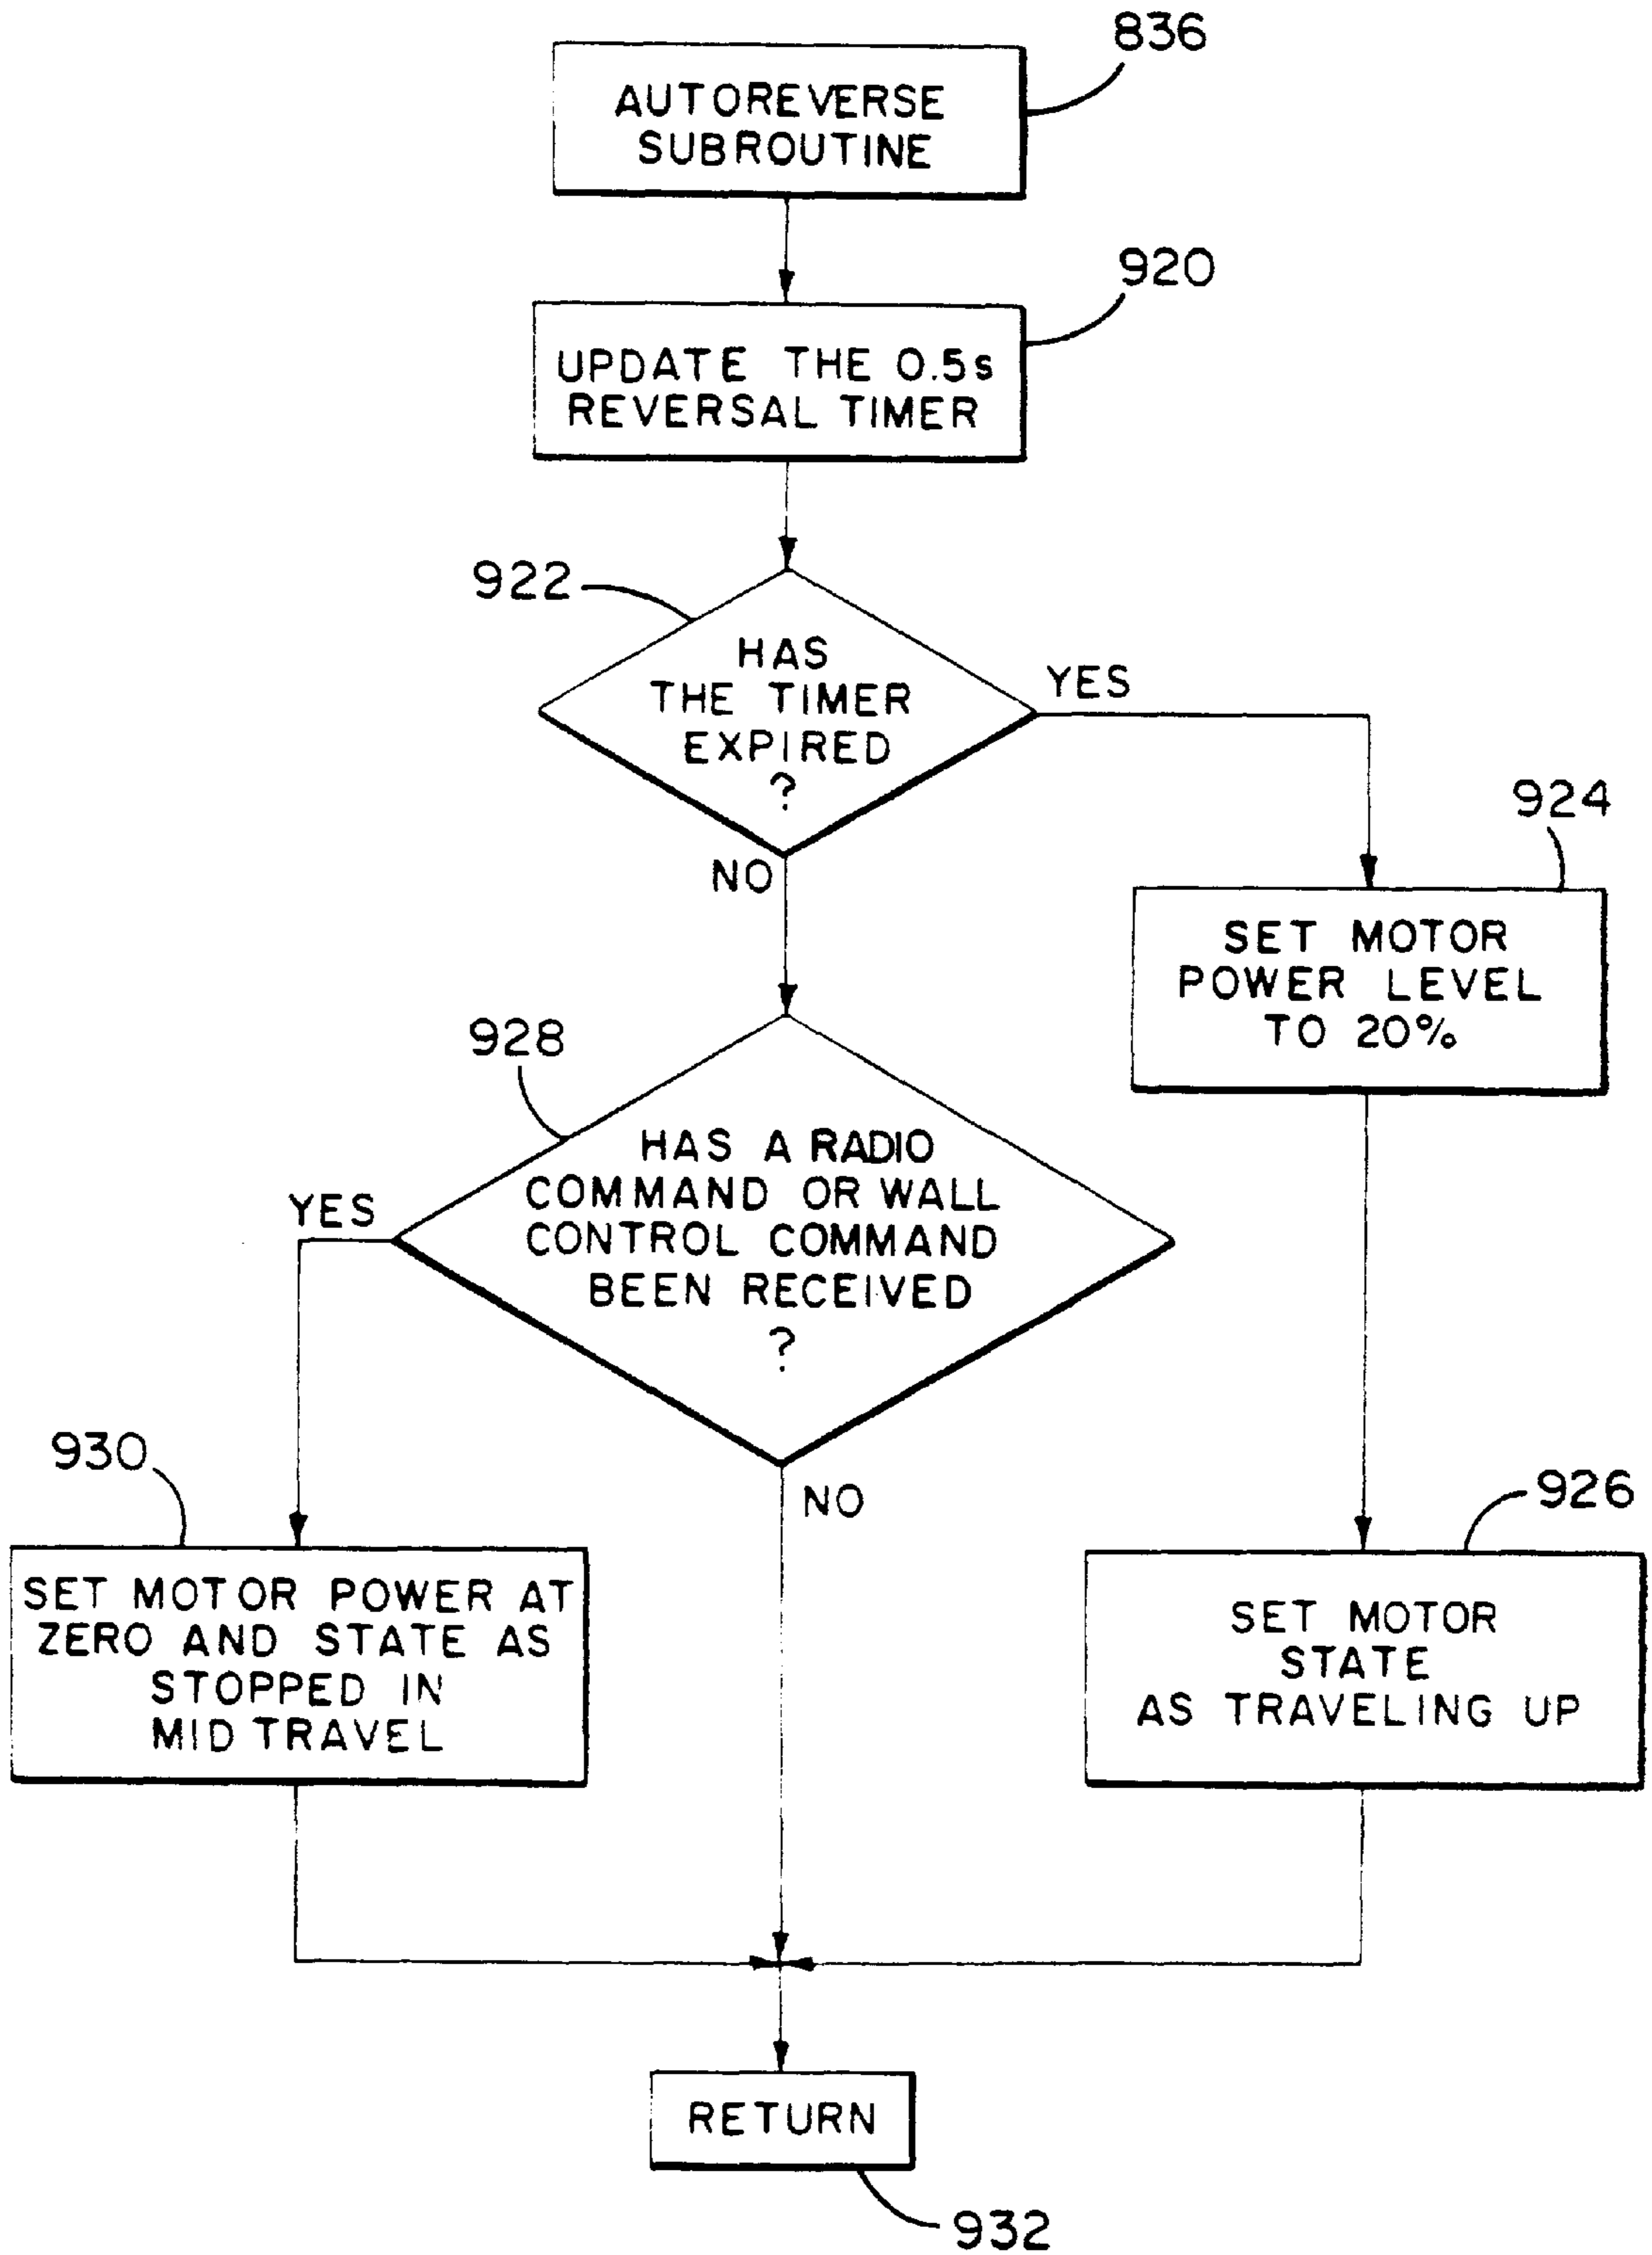 836
AUTOREVERSE
SUBROUTINE
920
UPDATE THE 0.5s
REVERSAL TIMER
922
HAS
THE TIMER
EXPIRED
?
YES
NO
924
SET MOTOR
POWER LEVEL
TO 20%
928
HAS A RADIO
COMMAND OR WALL
CONTROL COMMAND
BEEN RECEIVED
?
YES
NO
930
SET MOTOR POWER AT
ZERO AND STATE AS
STOPPED IN
MID TRAVEL
926
SET MOTOR
STATE
AS TRAVELING UP
RETURN
932